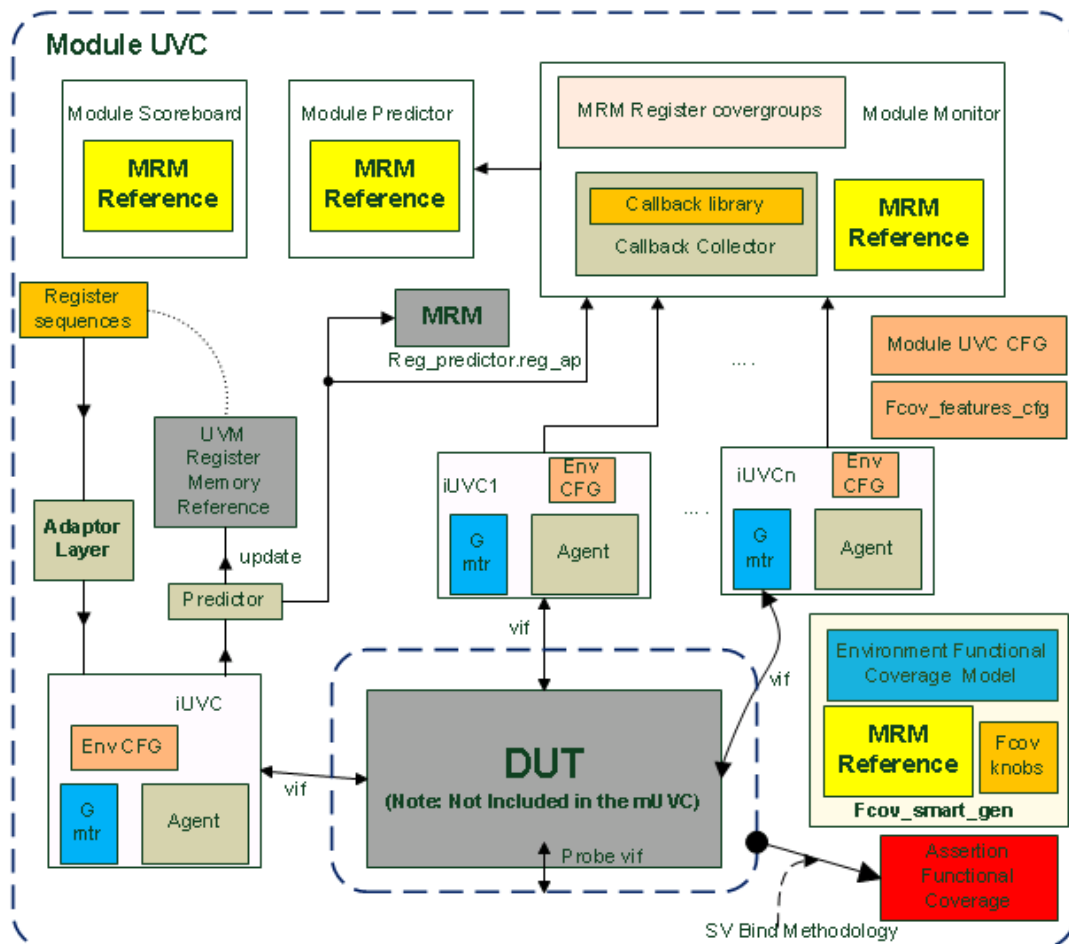 Module UVC
Module Scoreboard
MRM
Reference
Module Predictor
MRM
Reference
MRM Register covergroups
Module Monitor
Callback library
Callback Collector
MRM
Reference
Register
sequences
MRM
Reg_predictor.reg_ap
....
Module UVC CFG
Fcov_features_cfg
UVM
Register
Memory
Reference
Adaptor
Layer
update
Predictor
iUVC1
Env
CFG
G
mtr
Agent
....
iUVCn
Env
CFG
G
mtr
Agent
vif
vif
iUVC
Env CFG
G
mtr
Agent
vif
DUT
(Note: Not Included in the mUVC)
Probe vif
Environment Functional
Coverage Model
MRM
Reference
Fcov
knobs
Fcov_smart_gen
Assertion
Functional
Coverage
SV Bind Methodology